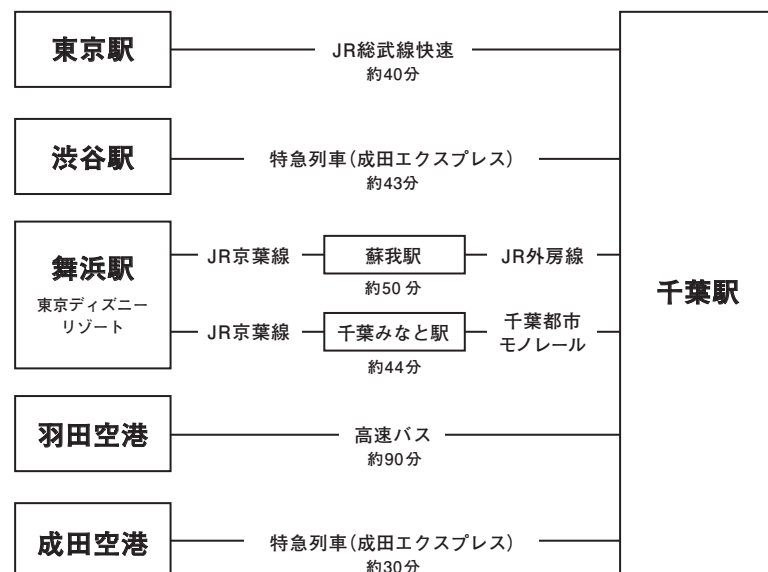 東京駅
JR総武線快速
約40分
渋谷駅
特急列車(成田エクスプレス)
約43分
舞浜駅
東京ディズニー
リゾート
JR京葉線
蘇我駅
JR外房線
約50分
JR京葉線
千葉みなと駅
千葉都市
モノレール
約44分
千葉駅
羽田空港
高速バス
約90分
成田空港
特急列車(成田エクスプレス)
約30分